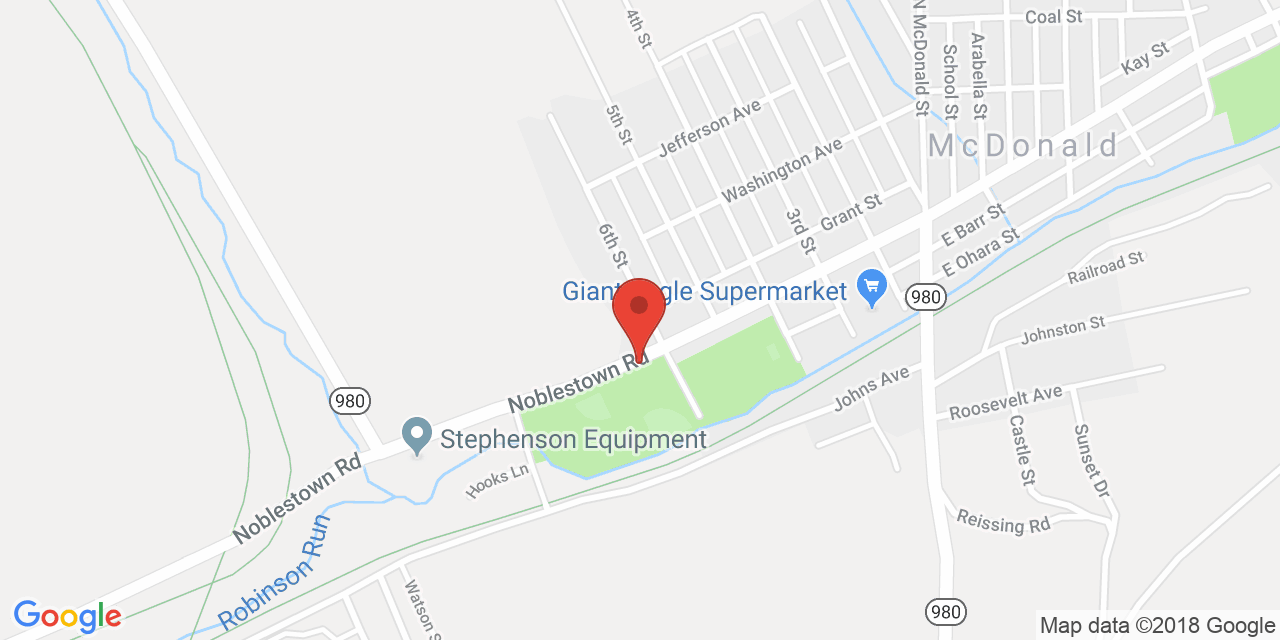 4th St
N McDonald St
Coal St
School St
Arabella St
Kay St
5th St
Jefferson Ave
McDonald
Washington Ave
6th St
3rd St
Grant St
E Barr St
E Ohara St
Railroad St
Giant Eagle Supermarket
980
Johnston St
Noblestown Rd
Johns Ave
Roosevelt Ave
980
Stephenson Equipment
Castle St
Sunset Dr
Hooks Ln
Noblestown Rd
Reissing Rd
Robinson Run
Watson S
980
Google
Map data ©2018 Google